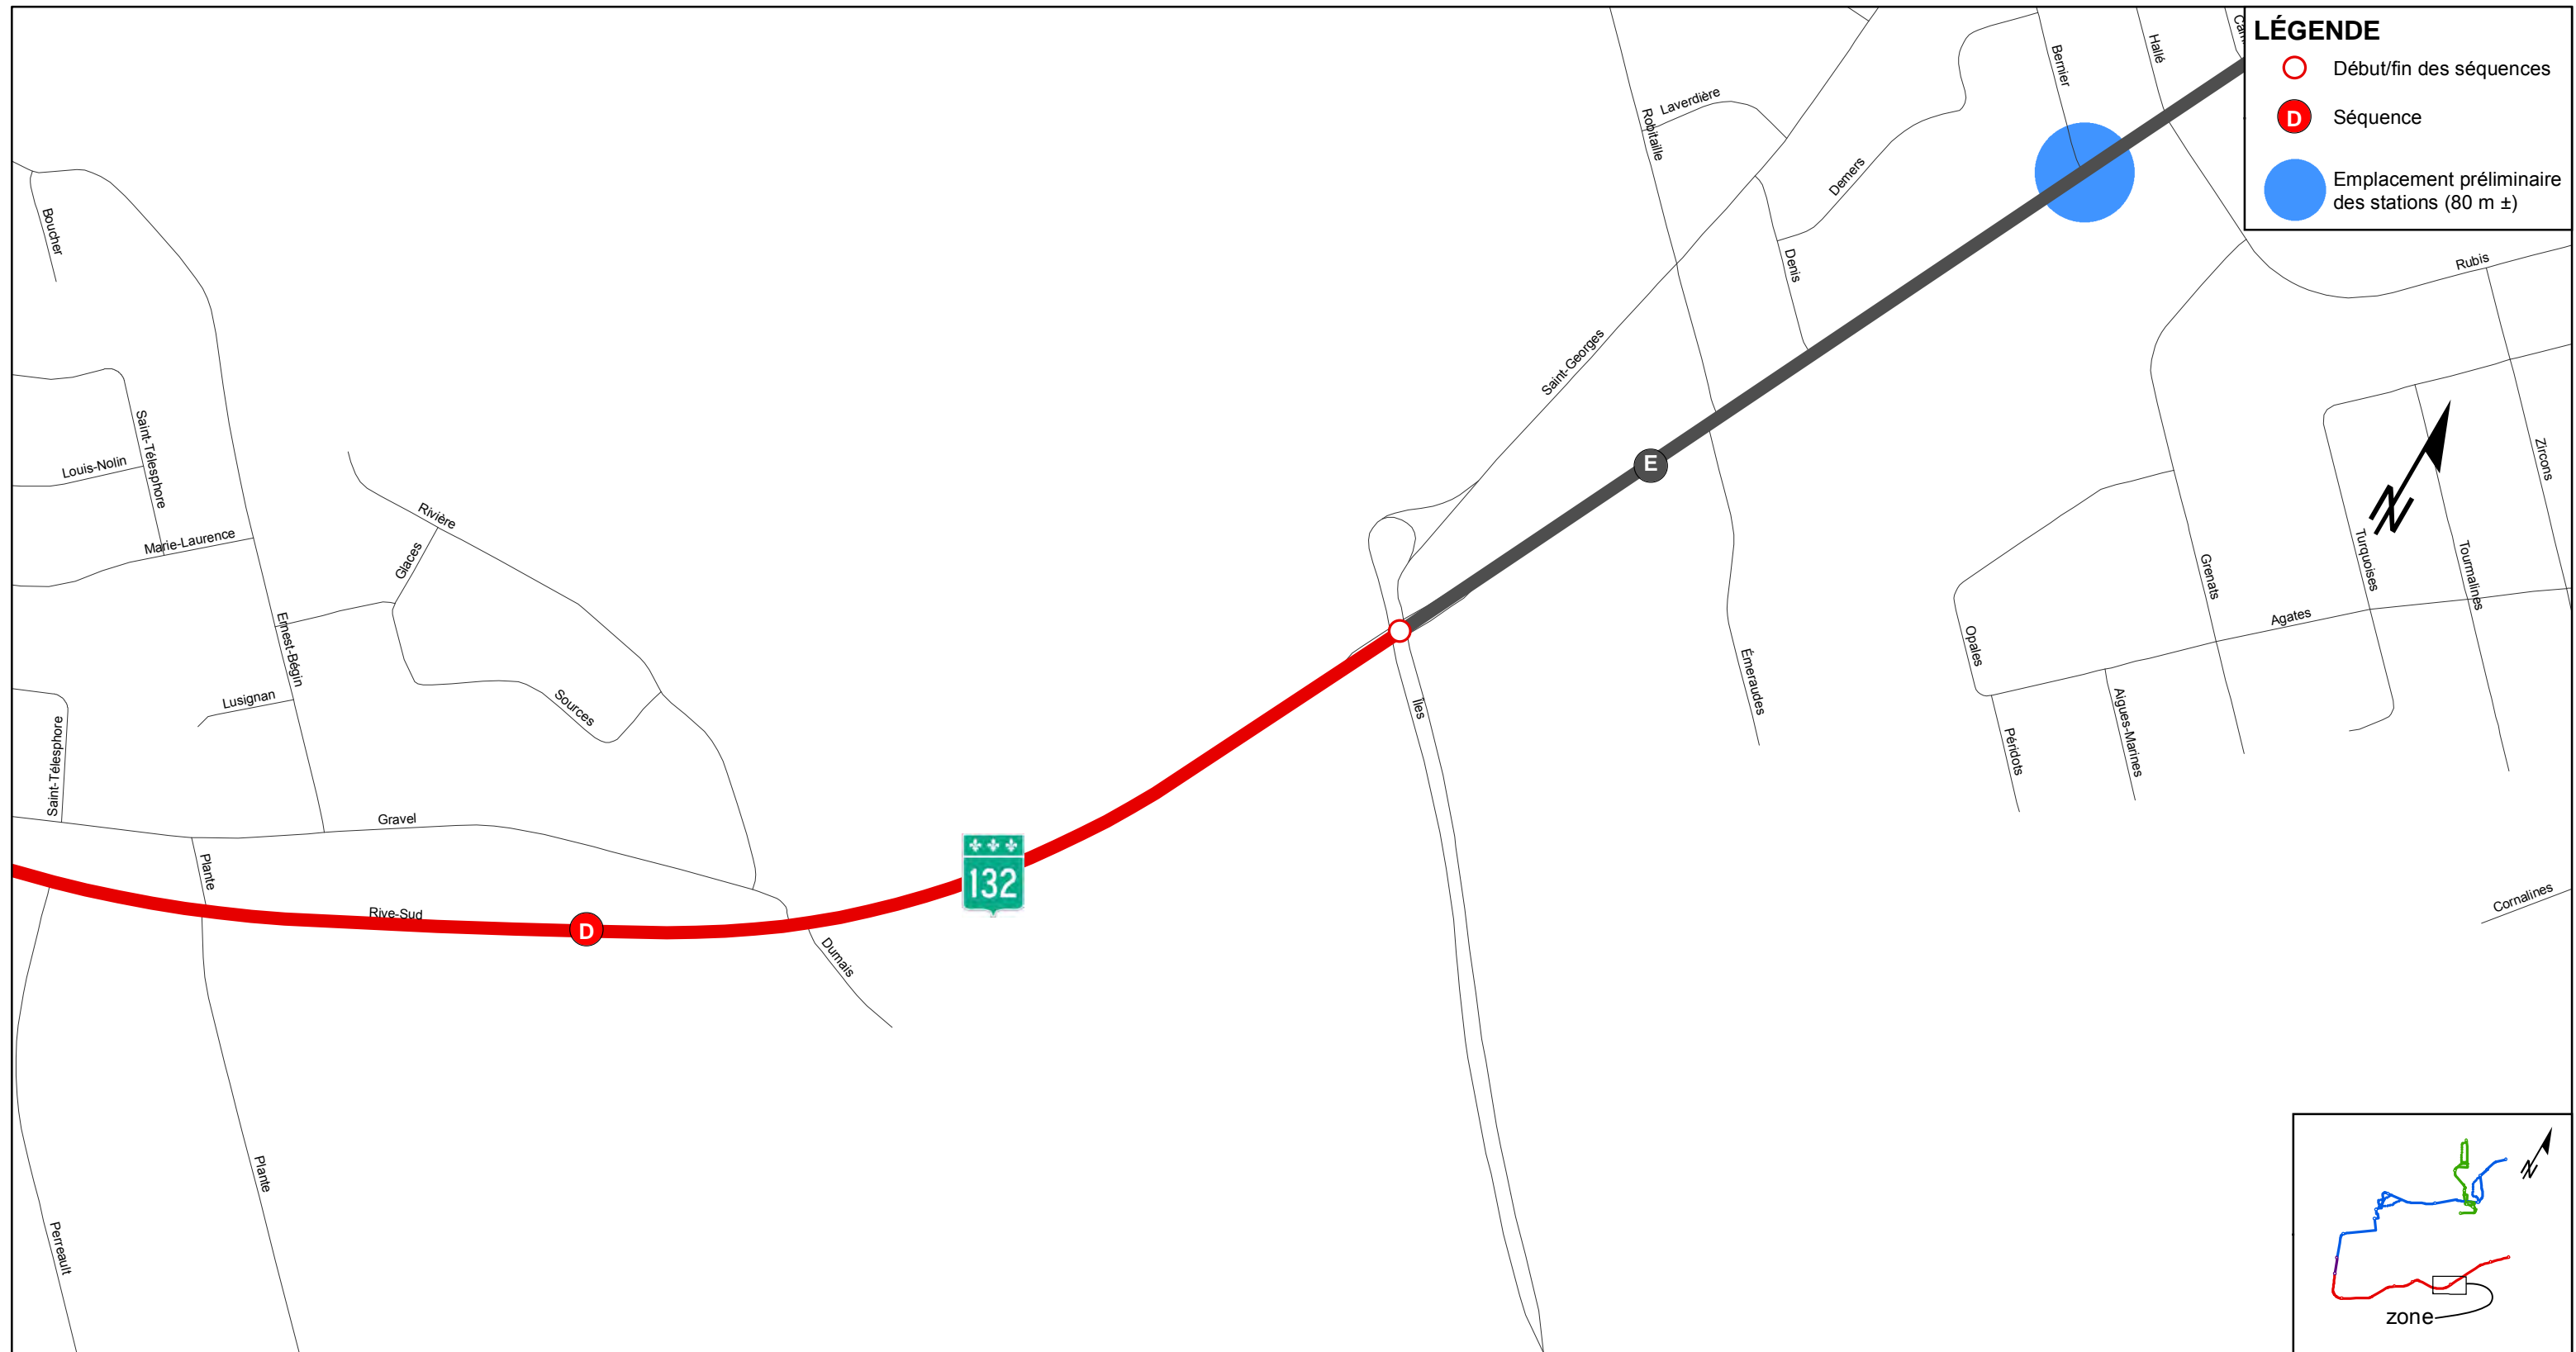 LÉGENDE
Début/fin des séquences
D
Séquence
Emplacement préliminaire
des stations (80 m ±)
Bernier
Hallé
Laverdière
Robitaille
Demers
Denis
Boucher
Rubis
Saint-Georges
Saint-Télesphore
Louis-Nolin
Zircons
E
Rivière
Marie-Laurence
Glaces
N
Turquoises
Tourmalines
Grenats
Agates
Ernest-Bégin
Opales
Émeraudes
Lusignan
Sources
Îles
Aigues-Marines
Saint-Télesphore
Péridots
Gravel
Plante
132
Rive-Sud
D
Cornalines
Dumais
Plante
Perreault
N
zone